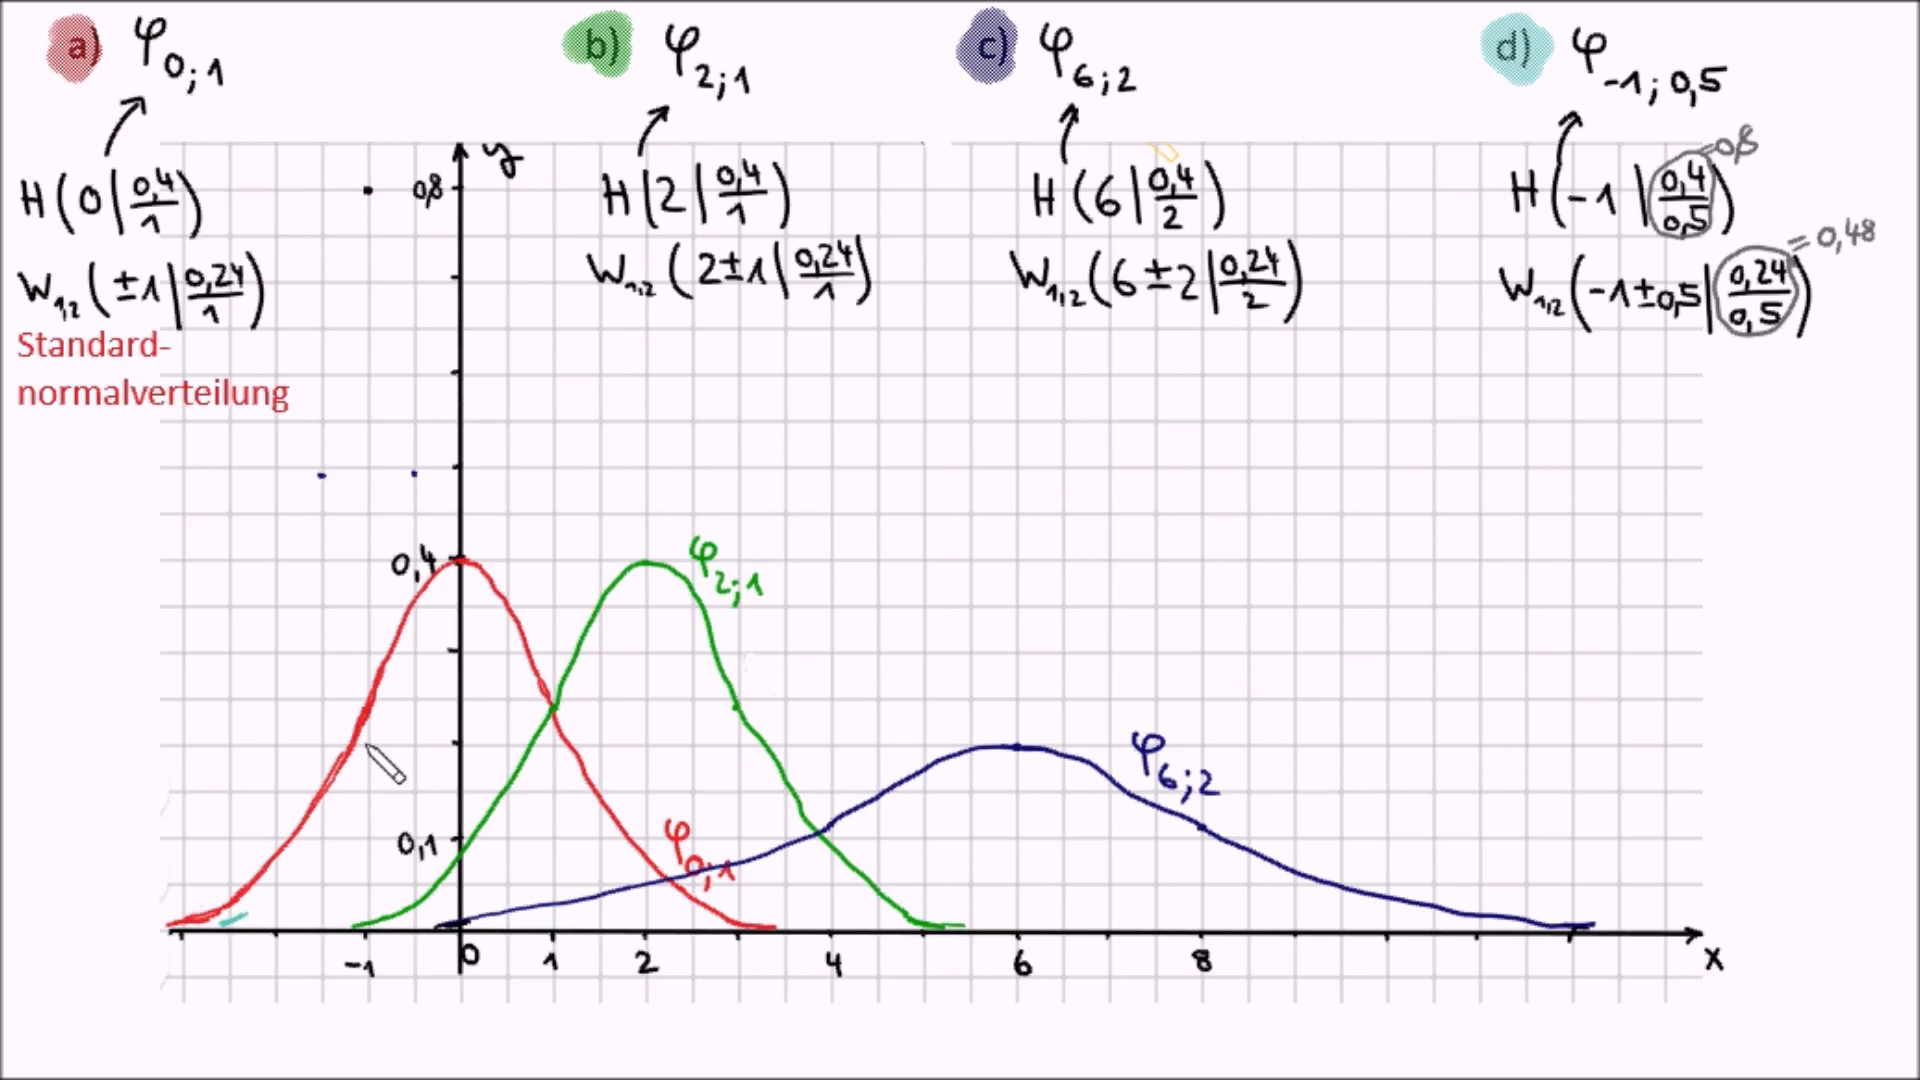 a) φ0;1
b) φ2;1
c) φ6;2
d) φ-1;0,5
H(0|0,4/1)
H(2|0,4/1)
H(6|0,4/2)
H(-1|0,4/0,5) =0,8
W1,2(±1|0,24/1)
W1,2(2±1|0,24/1)
W1,2(6±2|0,24/2)
W1,2(-1±0,5|0,24/0,5) =0,48
Standard-
normalverteilung
y
0,8
0,4
0,1
φ2;1
φ6;2
φ0;1
-1 0 1 2 4 6 8 x